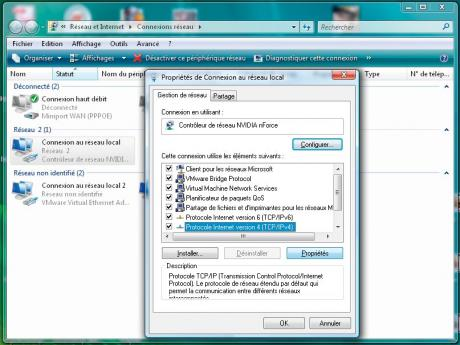 Réseau et Internet ▸ Connexions réseau ▸
Rechercher
Fichier Edition Affichage Outils Avancé ?
Organiser Affichages Désactiver ce périphérique réseau Diagnostiquer cette connexion
Nom Statut Nom du périp Type N° de télép...
Déconnecté (2)
Connexion haut débit
Déconnecté
Miniport WAN (PPPOE)
Réseau 2 (1)
Connexion au réseau local
Réseau 2
Contrôleur de réseau NVIDI...
Réseau non identifié (2)
Connexion au réseau local 2
Réseau non identifié
VMware Virtual Ethernet Ad...
Propriétés de Connexion au réseau local
Gestion de réseau Partage
Connexion en utilisant :
Contrôleur de réseau NVIDIA nForce
Configurer...
Cette connexion utilise les éléments suivants :
Client pour les réseaux Microsoft
VMware Bridge Protocol
Virtual Machine Network Services
Planificateur de paquets QoS
Partage de fichiers et d'imprimantes pour les réseaux M
Protocole Internet version 6 (TCP/IPv6)
Protocole Internet version 4 (TCP/IPv4)
Installer... Désinstaller Propriétés
Description
Protocole TCP/IP (Transmission Control Protocol/Internet
Protocol). Le protocole de réseau étendu par défaut qui
permet la communication entre différents réseaux
interconnectés.
OK Annuler